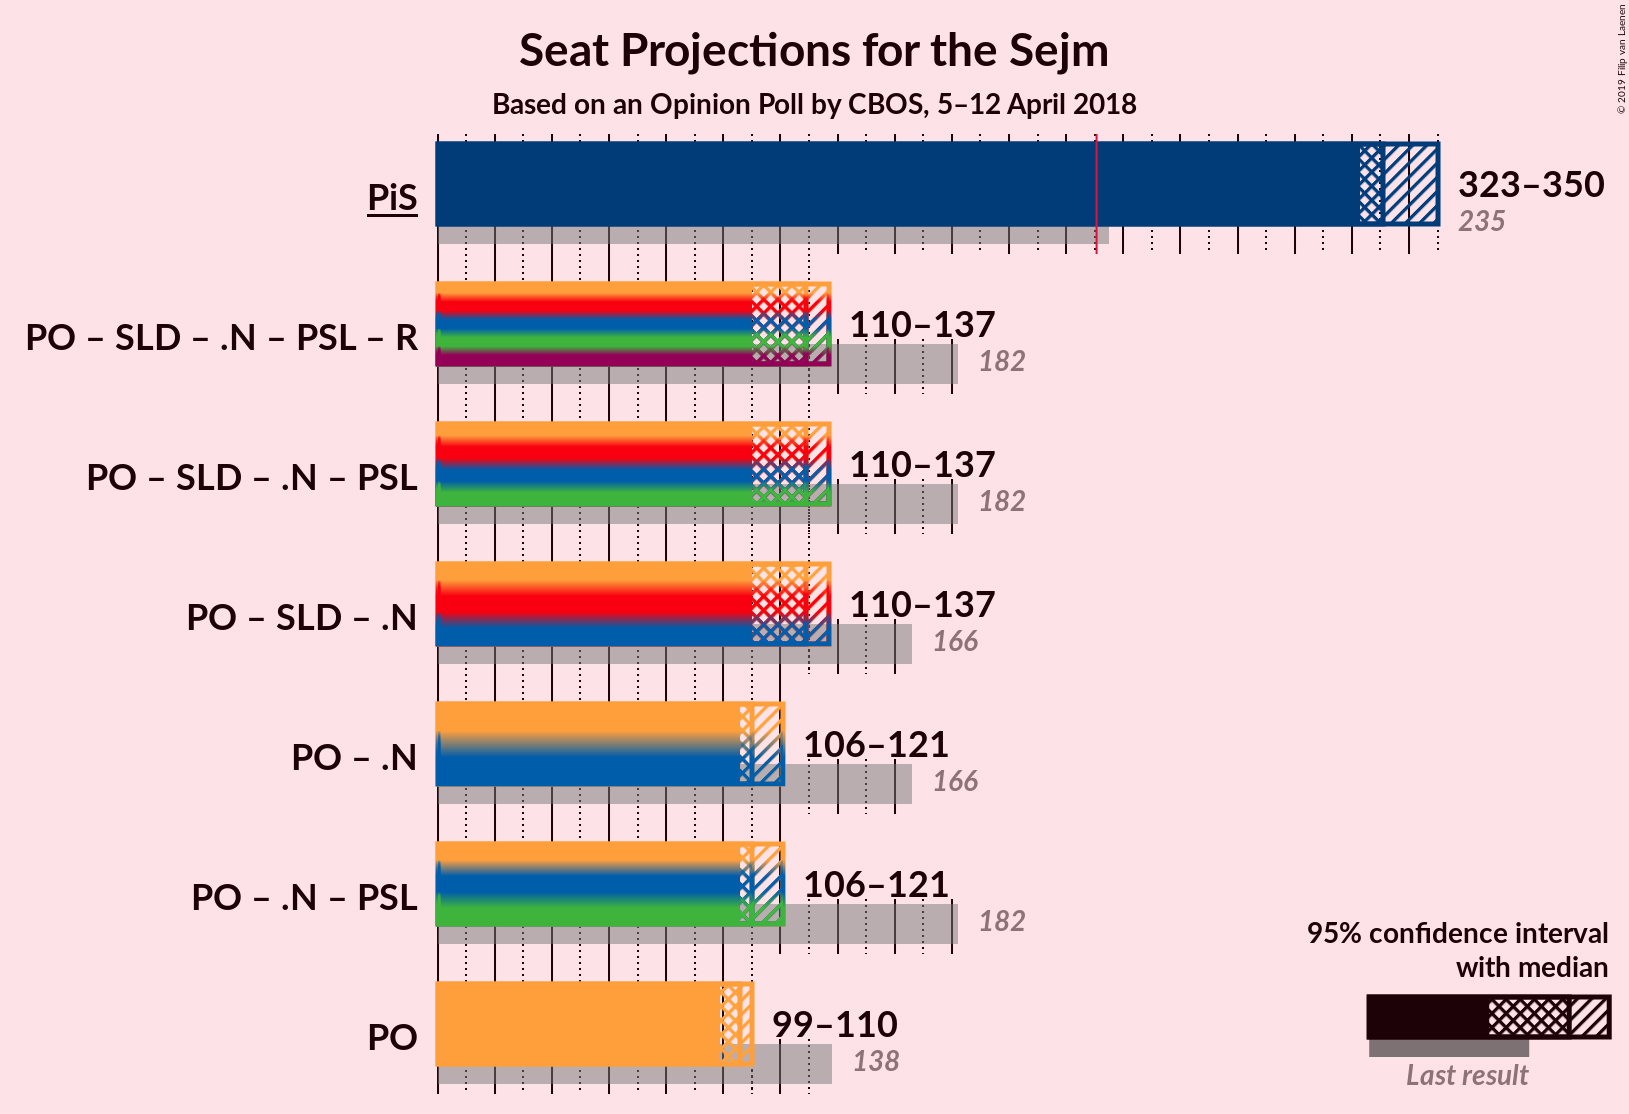 Seat Projections for the Sejm
Based on an Opinion Poll by CBOS, 5–12 April 2018
© 2019 Filip van Laenen
PiS
323–350
235
PO – SLD – .N – PSL – R
110–137
182
PO – SLD – .N – PSL
110–137
182
PO – SLD – .N
110–137
166
PO – .N
106–121
166
PO – .N – PSL
106–121
182
PO
99–110
138
95% confidence interval
with median
Last result